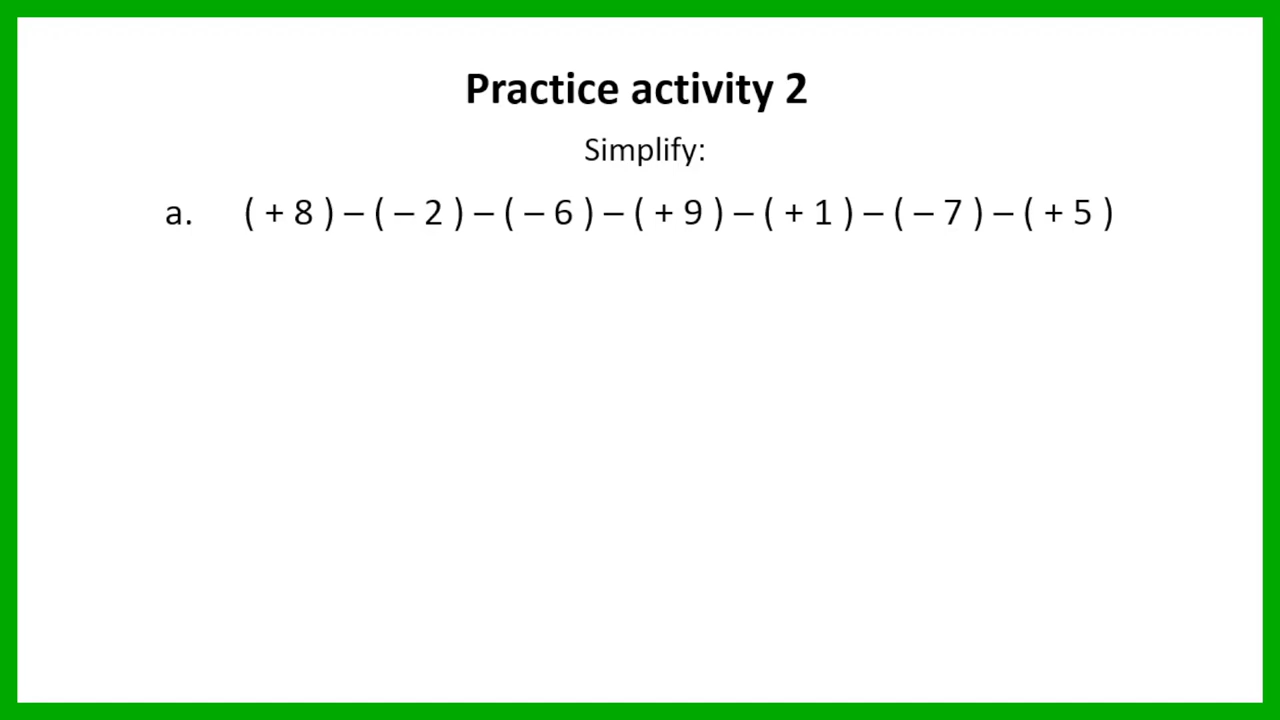 Practice activity 2
Simplify:
a. ( + 8 ) – ( – 2 ) – ( – 6 ) – ( + 9 ) – ( + 1 ) – ( – 7 ) – ( + 5 )